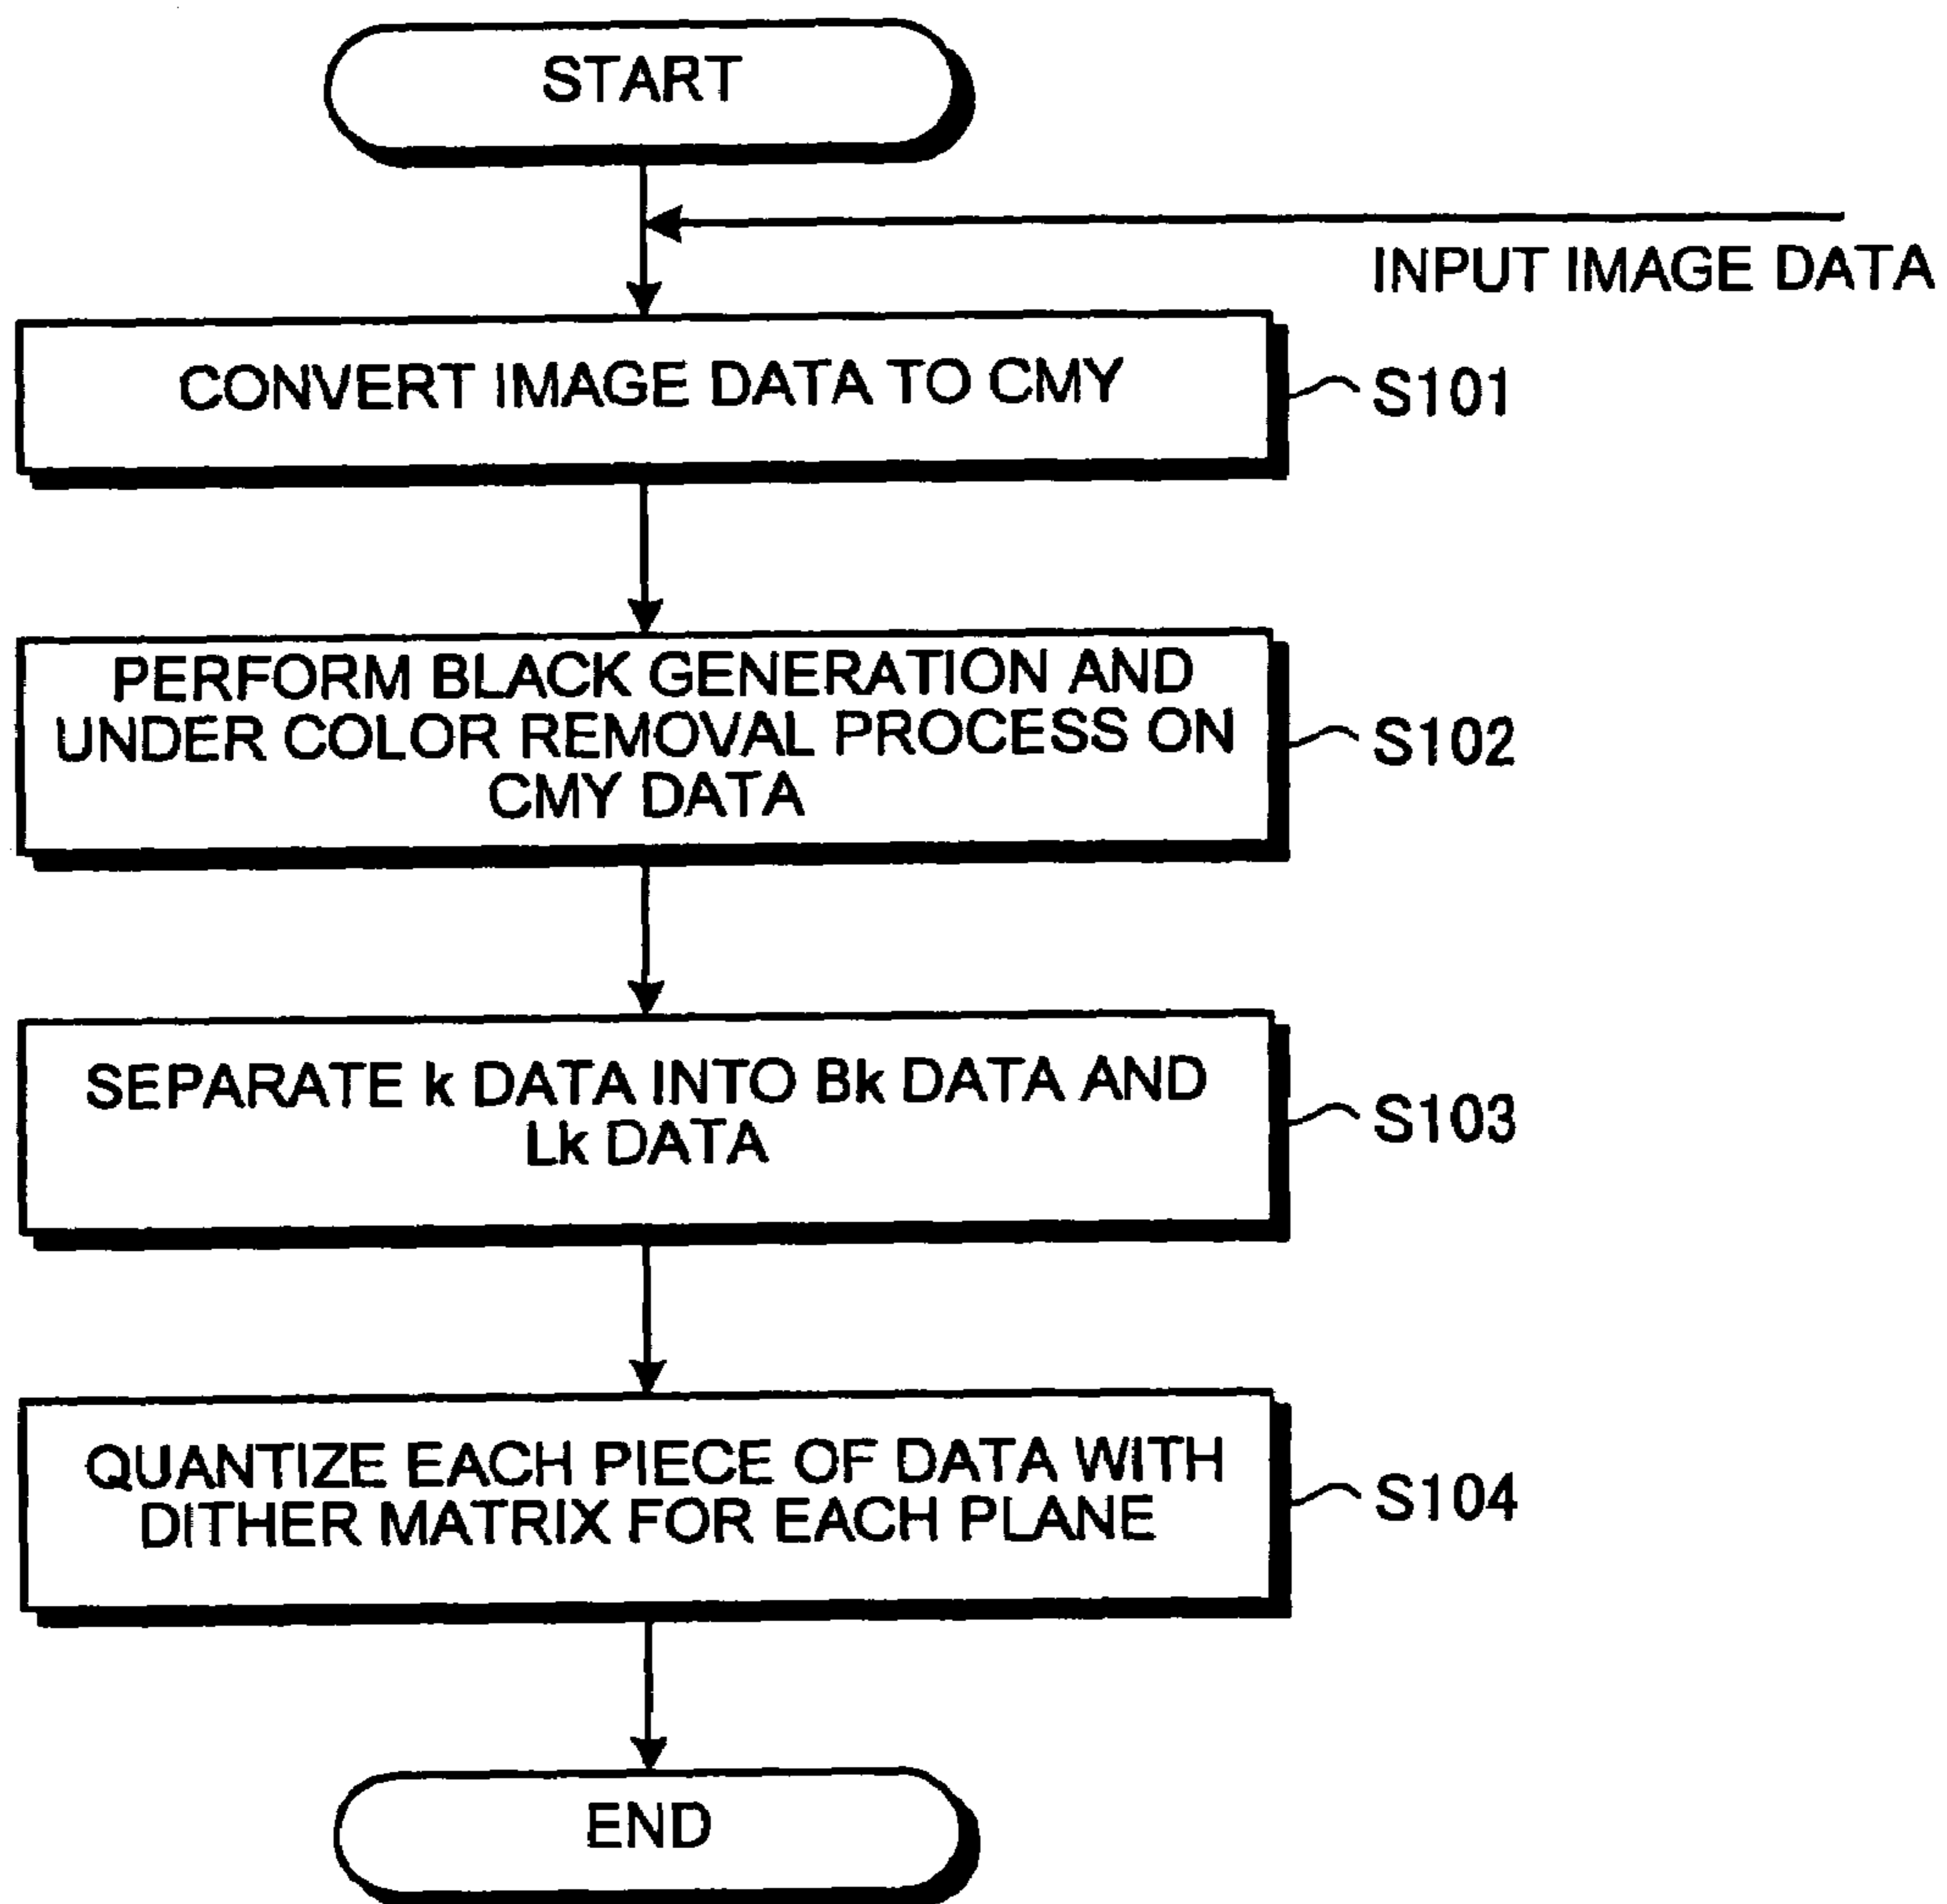 START
INPUT IMAGE DATA
CONVERT IMAGE DATA TO CMY
S101
PERFORM BLACK GENERATION AND
UNDER COLOR REMOVAL PROCESS ON
CMY DATA
S102
SEPARATE k DATA INTO Bk DATA AND
Lk DATA
S103
QUANTIZE EACH PIECE OF DATA WITH
DITHER MATRIX FOR EACH PLANE
S104
END